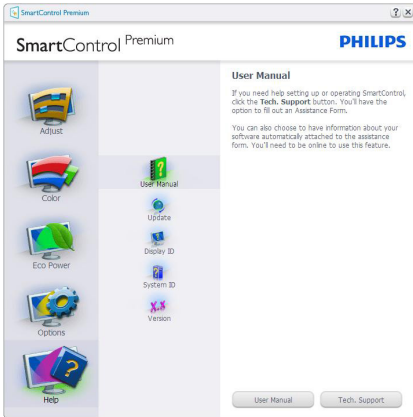 SmartControl Premium
SmartControl Premium
PHILIPS
Adjust
Color
Eco Power
Options
Help
User Manual
Update
Display ID
System ID
X.X
Version
User Manual
If you need help setting up or operating SmartControl,
click the Tech. Support button. You'll have the
option to fill out an Assistance Form.
You can also choose to have information about your
software automatically attached to the assistance
form. You'll need to be online to use this feature.
User Manual
Tech. Support